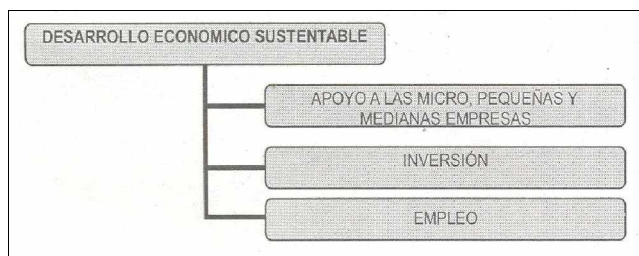 DESARROLLO ECONOMICO SUSTENTABLE
APOYO A LAS MICRO, PEQUEÑAS Y
MEDIANAS EMPRESAS
INVERSIÓN
EMPLEO